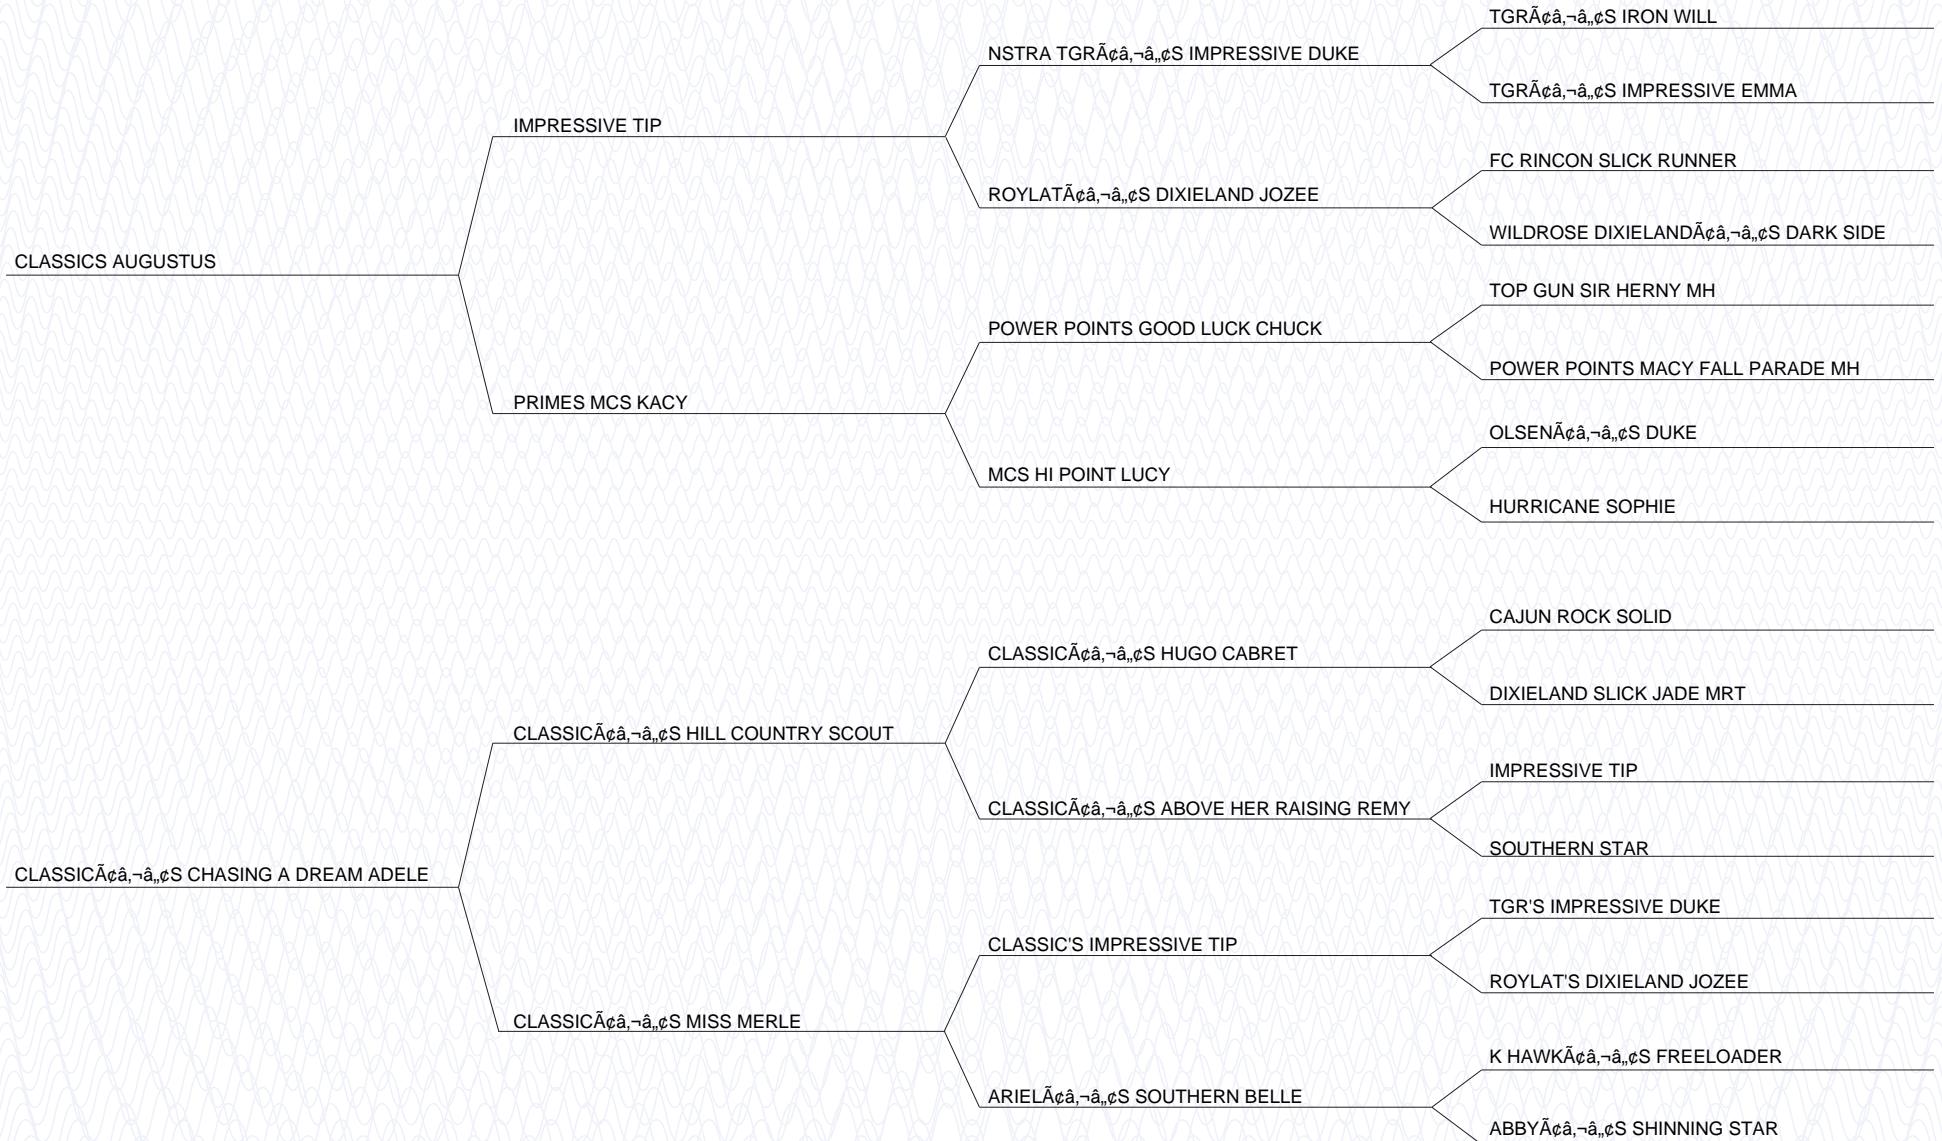 TGRÃ¢â‚¬â„¢S IRON WILL
NSTRA TGRÃ¢â‚¬â„¢S IMPRESSIVE DUKE
TGRÃ¢â‚¬â„¢S IMPRESSIVE EMMA
IMPRESSIVE TIP
FC RINCON SLICK RUNNER
ROYLATÃ¢â‚¬â„¢S DIXIELAND JOZEE
WILDROSE DIXIELANDÃ¢â‚¬â„¢S DARK SIDE
CLASSICS AUGUSTUS
TOP GUN SIR HERNY MH
POWER POINTS GOOD LUCK CHUCK
POWER POINTS MACY FALL PARADE MH
PRIMES MCS KACY
OLSENÃ¢â‚¬â„¢S DUKE
MCS HI POINT LUCY
HURRICANE SOPHIE
CAJUN ROCK SOLID
CLASSICÃ¢â‚¬â„¢S HUGO CABRET
DIXIELAND SLICK JADE MRT
CLASSICÃ¢â‚¬â„¢S HILL COUNTRY SCOUT
IMPRESSIVE TIP
CLASSICÃ¢â‚¬â„¢S ABOVE HER RAISING REMY
SOUTHERN STAR
CLASSICÃ¢â‚¬â„¢S CHASING A DREAM ADELE
TGR'S IMPRESSIVE DUKE
CLASSIC'S IMPRESSIVE TIP
ROYLAT'S DIXIELAND JOZEE
CLASSICÃ¢â‚¬â„¢S MISS MERLE
K HAWKÃ¢â‚¬â„¢S FREELOADER
ARIELÃ¢â‚¬â„¢S SOUTHERN BELLE
ABBYÃ¢â‚¬â„¢S SHINNING STAR